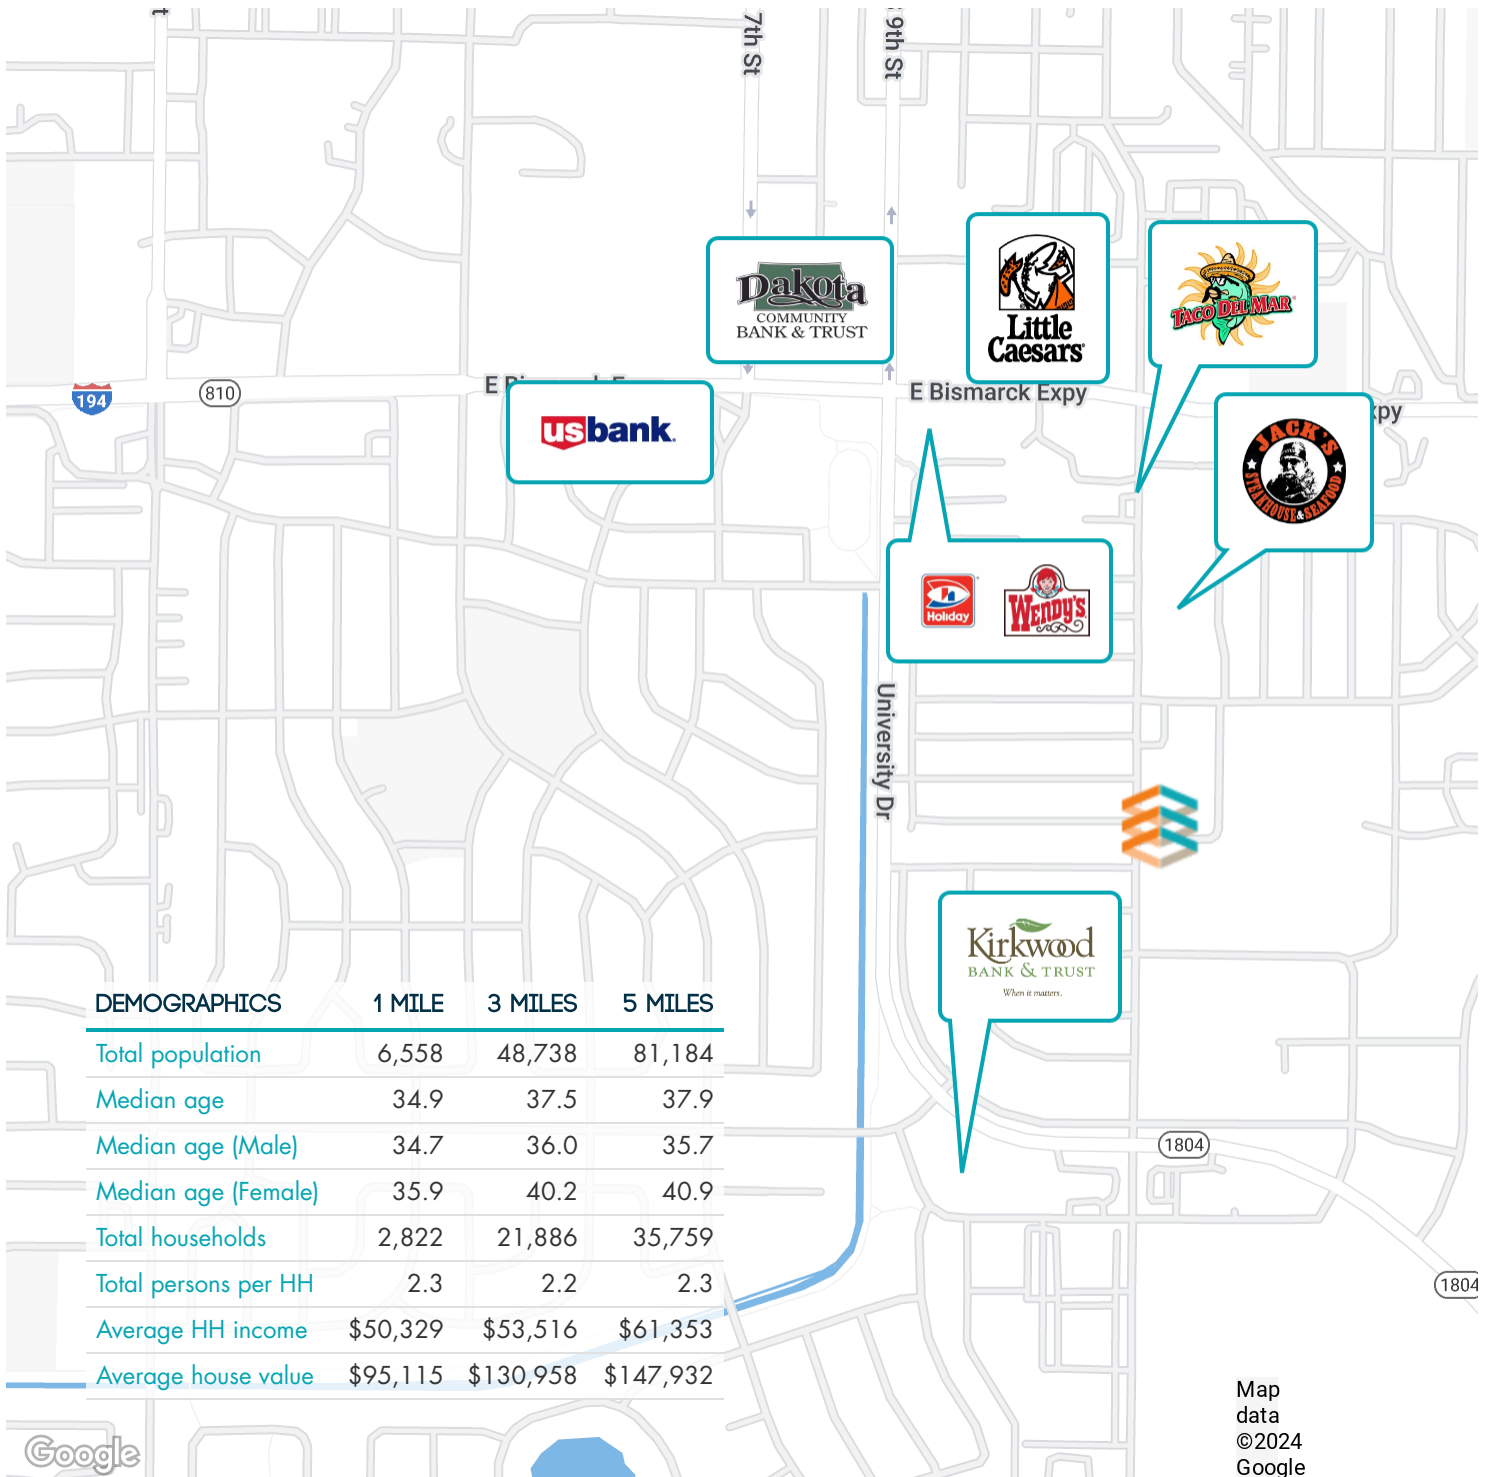 7th St
9th St
Dakota
COMMUNITY
BANK & TRUST
Little
Caesars
TACO DEL MAR
194
810
E Bismarck Expy
usbank.
JACK'S
STEAKHOUSE & SEAFOOD
Holiday
WENDY'S
University Dr
Kirkwood
BANK & TRUST
When it matters.
DEMOGRAPHICS 1 MILE 3 MILES 5 MILES
Total population 6,558 48,738 81,184
Median age 34.9 37.5 37.9
Median age (Male) 34.7 36.0 35.7
Median age (Female) 35.9 40.2 40.9
Total households 2,822 21,886 35,759
Total persons per HH 2.3 2.2 2.3
Average HH income $50,329 $53,516 $61,353
Average house value $95,115 $130,958 $147,932
1804
1804
Google
Map
data
©2024
Google